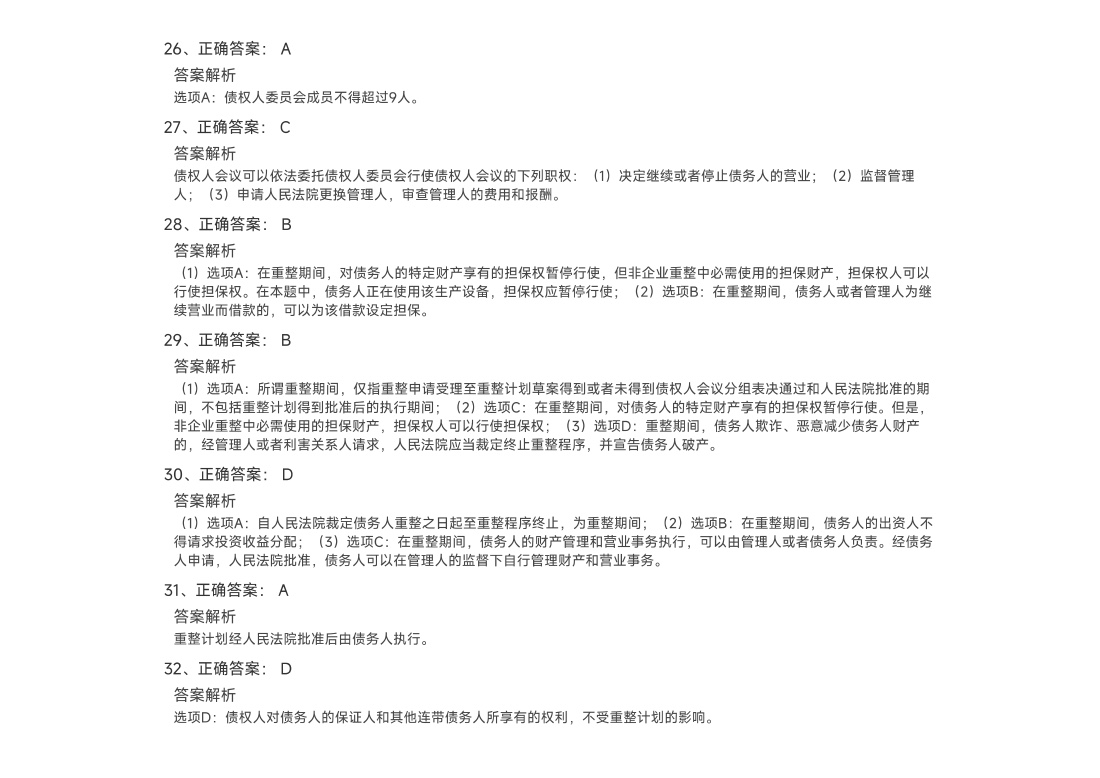 26、正确答案： A
答案解析
选项A：债权人委员会成员不得超过9人。
27、正确答案： C
答案解析
债权人会议可以依法委托债权人委员会行使债权人会议的下列职权：（1）决定继续或者停止债务人的营业；（2）监督管理
人；（3）申请人民法院更换管理人，审查管理人的费用和报酬。
28、正确答案： B
答案解析
（1）选项A：在重整期间，对债务人的特定财产享有的担保权暂停行使，但非企业重整中必需使用的担保财产，担保权人可以
行使担保权。在本题中，债务人正在使用该生产设备，担保权应暂停行使；（2）选项B：在重整期间，债务人或者管理人为继
续营业而借款的，可以为该借款设定担保。
29、正确答案： B
答案解析
（1）选项A：所谓重整期间，仅指重整申请受理至重整计划草案得到或者未得到债权人会议分组表决通过和人民法院批准的期
间，不包括重整计划得到批准后的执行期间；（2）选项C：在重整期间，对债务人的特定财产享有的担保权暂停行使。但是，
非企业重整中必需使用的担保财产，担保权人可以行使担保权；（3）选项D：重整期间，债务人欺诈、恶意减少债务人财产
的，经管理人或者利害关系人请求，人民法院应当裁定终止重整程序，并宣告债务人破产。
30、正确答案： D
答案解析
（1）选项A：自人民法院裁定债务人重整之日起至重整程序终止，为重整期间；（2）选项B：在重整期间，债务人的出资人不
得请求投资收益分配；（3）选项C：在重整期间，债务人的财产管理和营业事务执行，可以由管理人或者债务人负责。经债务
人申请，人民法院批准，债务人可以在管理人的监督下自行管理财产和营业事务。
31、正确答案： A
答案解析
重整计划经人民法院批准后由债务人执行。
32、正确答案： D
答案解析
选项D：债权人对债务人的保证人和其他连带债务人所享有的权利，不受重整计划的影响。